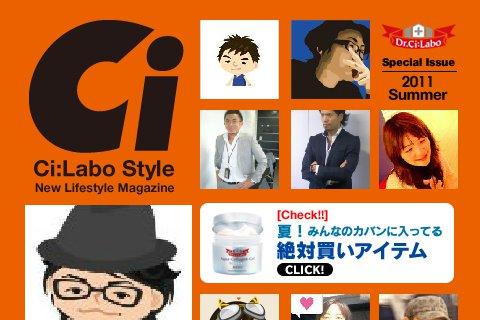 Ci
Ci:Labo Style
New Lifestyle Magazine
Dr.Ci:Labo
Special Issue
2011
Summer
[Check!!]
夏！みんなのカバンに入ってる
絶対買いアイテム
CLICK!